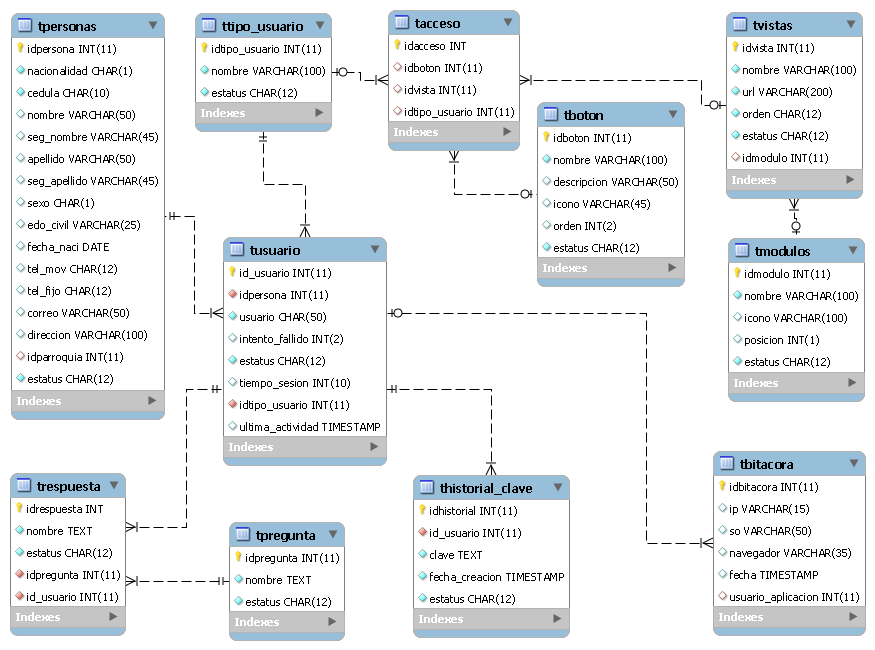 tpersonas
idpersona INT(11)
nacionalidad CHAR(1)
cedula CHAR(10)
nombre VARCHAR(50)
seg_nombre VARCHAR(45)
apellido VARCHAR(50)
seg_apellido VARCHAR(45)
sexo CHAR(1)
edo_civil VARCHAR(25)
fecha_naci DATE
tel_mov CHAR(12)
tel_fijo CHAR(12)
correo VARCHAR(50)
direccion VARCHAR(100)
idparroquia INT(11)
estatus CHAR(12)
Indexes
ttipo_usuario
idtipo_usuario INT(11)
nombre VARCHAR(100)
estatus CHAR(12)
Indexes
tacceso
idacceso INT
idboton INT(11)
idvista INT(11)
idtipo_usuario INT(11)
Indexes
tvistas
idvista INT(11)
nombre VARCHAR(100)
url VARCHAR(200)
orden CHAR(12)
estatus CHAR(12)
idmodulo INT(11)
Indexes
tboton
idboton INT(11)
nombre VARCHAR(100)
descripcion VARCHAR(50)
icono VARCHAR(45)
orden INT(2)
estatus CHAR(12)
Indexes
tusuario
id_usuario INT(11)
idpersona INT(11)
usuario CHAR(50)
intento_fallido INT(2)
estatus CHAR(12)
tiempo_sesion INT(10)
idtipo_usuario INT(11)
ultima_actividad TIMESTAMP
Indexes
tmodulos
idmodulo INT(11)
nombre VARCHAR(100)
icono VARCHAR(100)
posicion INT(1)
estatus CHAR(12)
Indexes
trespuesta
idrespuesta INT
nombre TEXT
estatus CHAR(12)
idpregunta INT(11)
id_usuario INT(11)
Indexes
tpregunta
idpregunta INT(11)
nombre TEXT
estatus CHAR(12)
Indexes
thistorial_clave
idhistorial INT(11)
id_usuario INT(11)
clave TEXT
fecha_creacion TIMESTAMP
estatus CHAR(12)
Indexes
tbitacora
idbitacora INT(11)
ip VARCHAR(15)
so VARCHAR(50)
navegador VARCHAR(35)
fecha TIMESTAMP
usuario_aplicacion INT(11)
Indexes